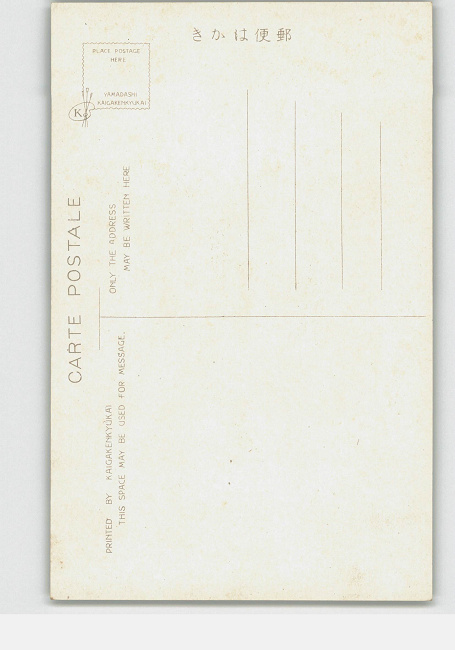 きかは便郵
PLACE POSTAGE
HERE
YAMADASHI
KAIGAKENKYUKAI
K
CARTE POSTALE
ONLY THE ADDRESS
MAY BE WRITTEN HERE
PRINTED BY KAIGAKENKYŪKAI
THIS SPACE MAY BE USED FOR MESSAGE.